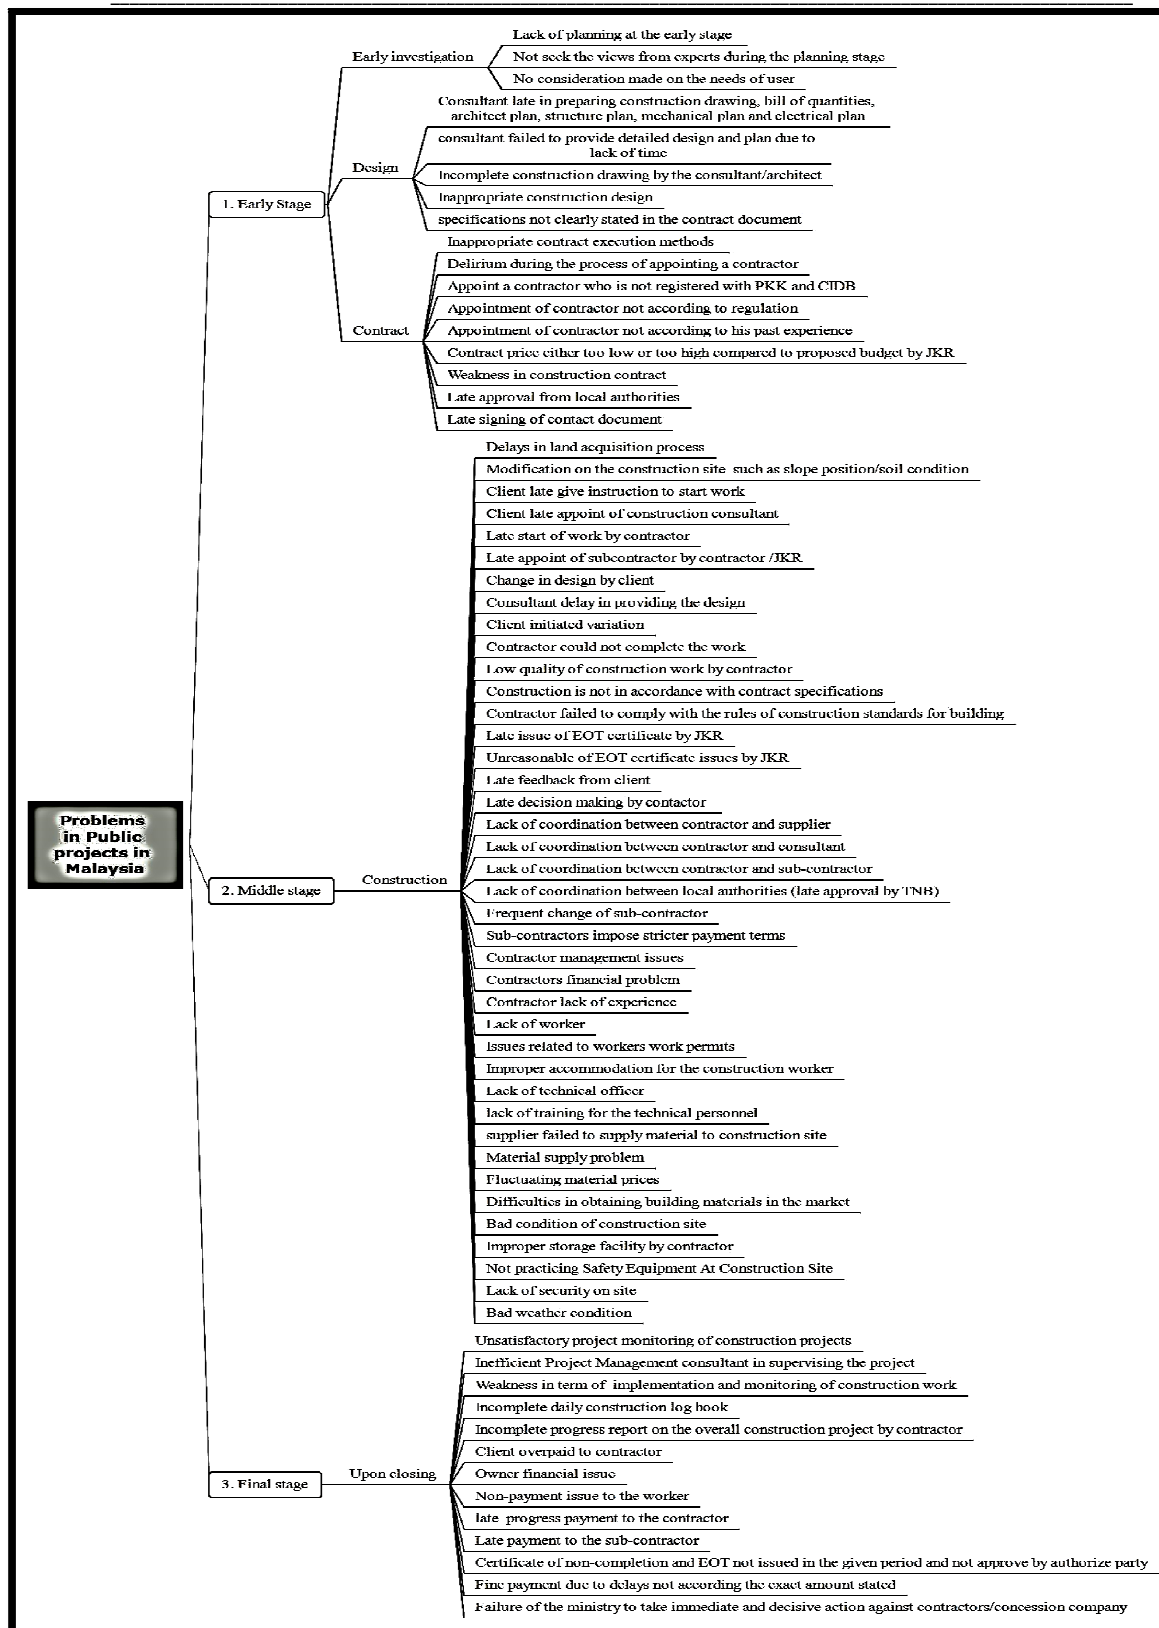 Lack of planning at the early stage
Early investigation
Not seek the views from experts during the planning stage
No consideration made on the needs of user
Consultant late in preparing construction drawing, bill of quantities,
architect plan, structure plan, mechanical plan and electrical plan
consultant failed to provide detailed design and plan due to
lack of time
Design
Incomplete construction drawing by the consultant/architect
Inappropriate construction design
1. Early Stage
specifications not clearly stated in the contract document
Inappropriate contract execution methods
Delirium during the process of appointing a contractor
Appoint a contractor who is not registered with PKK and CIDB
Appointment of contractor not according to regulation
Contract
Appointment of contractor not according to his past experience
Contract price either too low or too high compared to proposed budget by JKR
Weakness in construction contract
Late approval from local authorities
Late signing of contact document
Delays in land acquisition process
Modification on the construction site such as slope position/soil condition
Client late give instruction to start work
Client late appoint of construction consultant
Late start of work by contractor
Late appoint of subcontractor by contractor /JKR
Change in design by client
Consultant delay in providing the design
Client initiated variation
Contractor could not complete the work
Low quality of construction work by contractor
Construction is not in accordance with contract specifications
Contractor failed to comply with the rules of construction standards for building
Late issue of EOT certificate by JKR
Unreasonable of EOT certificate issues by JKR
Late feedback from client
Late decision making by contactor
Problems
in Public
projects in
Malaysia
Lack of coordination between contractor and supplier
Lack of coordination between contractor and consultant
Lack of coordination between contractor and sub-contractor
2. Middle stage
Construction
Lack of coordination between local authorities (late approval by TNB)
Frequent change of sub-contractor
Sub-contractors impose stricter payment terms
Contractor management issues
Contractors financial problem
Contractor lack of experience
Lack of worker
Issues related to workers work permits
Improper accommodation for the construction worker
Lack of technical officer
lack of training for the technical personnel
supplier failed to supply material to construction site
Material supply problem
Fluctuating material prices
Difficulties in obtaining building materials in the market
Bad condition of construction site
Improper storage facility by contractor
Not practicing Safety Equipment At Construction Site
Lack of security on site
Bad weather condition
Unsatisfactory project monitoring of construction projects
Inefficient Project Management consultant in supervising the project
Weakness in term of implementation and monitoring of construction work
Incomplete daily construction log book
Incomplete progress report on the overall construction project by contractor
Client overpaid to contractor
3. Final stage
Upon closing
Owner financial issue
Non-payment issue to the worker
late progress payment to the contractor
Late payment to the sub-contractor
Certificate of non-completion and EOT not issued in the given period and not approve by authorize party
Fine payment due to delays not according the exact amount stated
Failure of the ministry to take immediate and decisive action against contractors/concession company